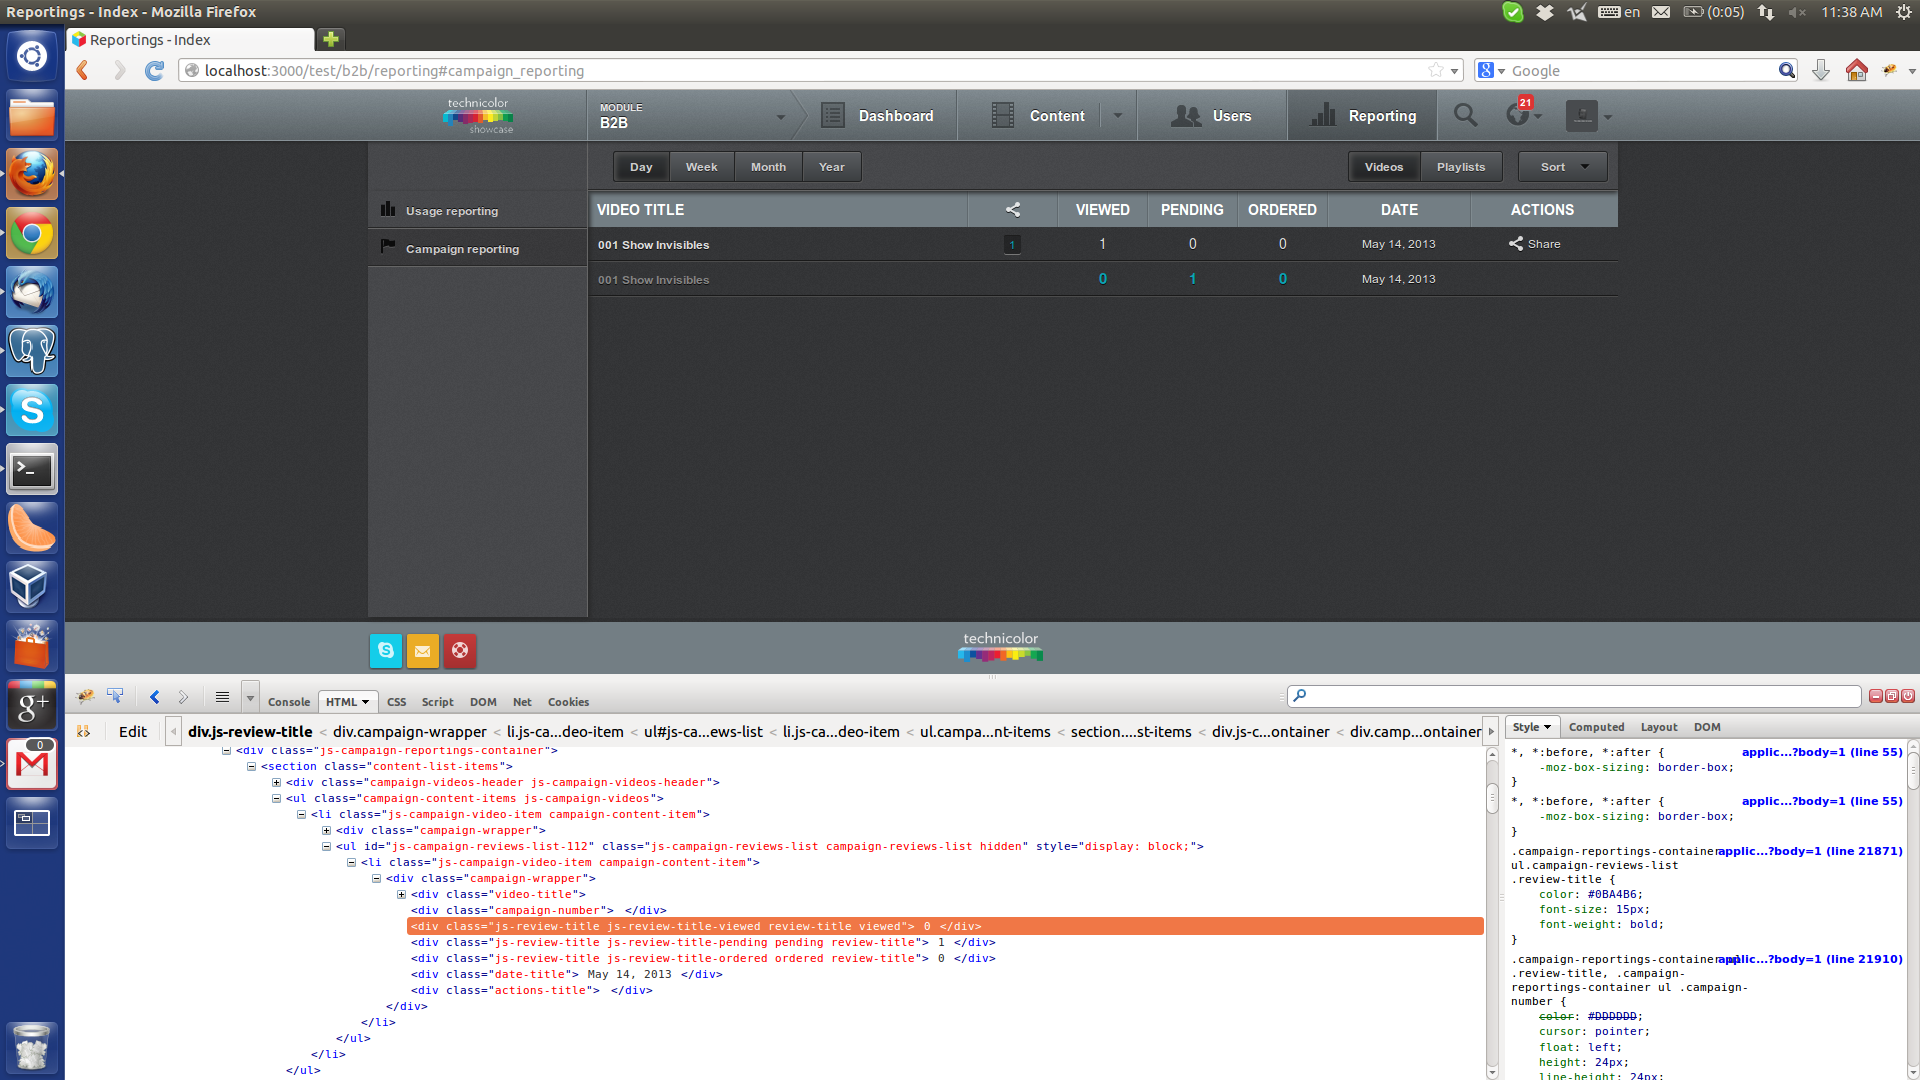 Reportings - Index - Mozilla Firefox
en (0:05) 11:38 AM
Reportings - Index
localhost:3000/test/b2b/reporting#campaign_reporting
Google
technicolor
showcase
MODULE
B2B
Dashboard Content Users Reporting 21
Day Week Month Year Videos Playlists Sort
Usage reporting
Campaign reporting
VIDEO TITLE VIEWED PENDING ORDERED DATE ACTIONS
001 Show Invisibles 1 1 0 0 May 14, 2013 Share
001 Show Invisibles 0 1 0 May 14, 2013
technicolor
Console HTML CSS Script DOM Net Cookies
Edit div.js-review-title < div.campaign-wrapper < li.js-ca...deo-item < ul#js-ca...ews-list < li.js-ca...deo-item < ul.campa...nt-items < section....st-items < div.js-c...ontainer < div.camp...ontainer
<div class="js-campaign-reportings-container">
<section class="content-list-items">
<div class="campaign-videos-header js-campaign-videos-header">
<ul class="campaign-content-items js-campaign-videos">
<li class="js-campaign-video-item campaign-content-item">
<div class="campaign-wrapper">
<ul id="js-campaign-reviews-list-112" class="js-campaign-reviews-list campaign-reviews-list hidden" style="display: block;">
<li class="js-campaign-video-item campaign-content-item">
<div class="campaign-wrapper">
<div class="video-title">
<div class="campaign-number"> </div>
<div class="js-review-title js-review-title-viewed review-title viewed"> 0 </div>
<div class="js-review-title js-review-title-pending pending review-title"> 1 </div>
<div class="js-review-title js-review-title-ordered ordered review-title"> 0 </div>
<div class="date-title"> May 14, 2013 </div>
<div class="actions-title"> </div>
</div>
</li>
</ul>
</li>
</ul>
Style Computed Layout DOM
*, *:before, *:after { applic...?body=1 (line 55)
-moz-box-sizing: border-box;
}
*, *:before, *:after { applic...?body=1 (line 55)
-moz-box-sizing: border-box;
}
.campaign-reportings-container applic...?body=1 (line 21871)
ul.campaign-reviews-list
.review-title {
color: #0BA4B6;
font-size: 15px;
font-weight: bold;
}
.campaign-reportings-container ul applic...?body=1 (line 21910)
.review-title, .campaign-
reportings-container ul .campaign-
number {
color: #DDDDDD;
cursor: pointer;
float: left;
height: 24px;
line-height: 24px;
g+
0